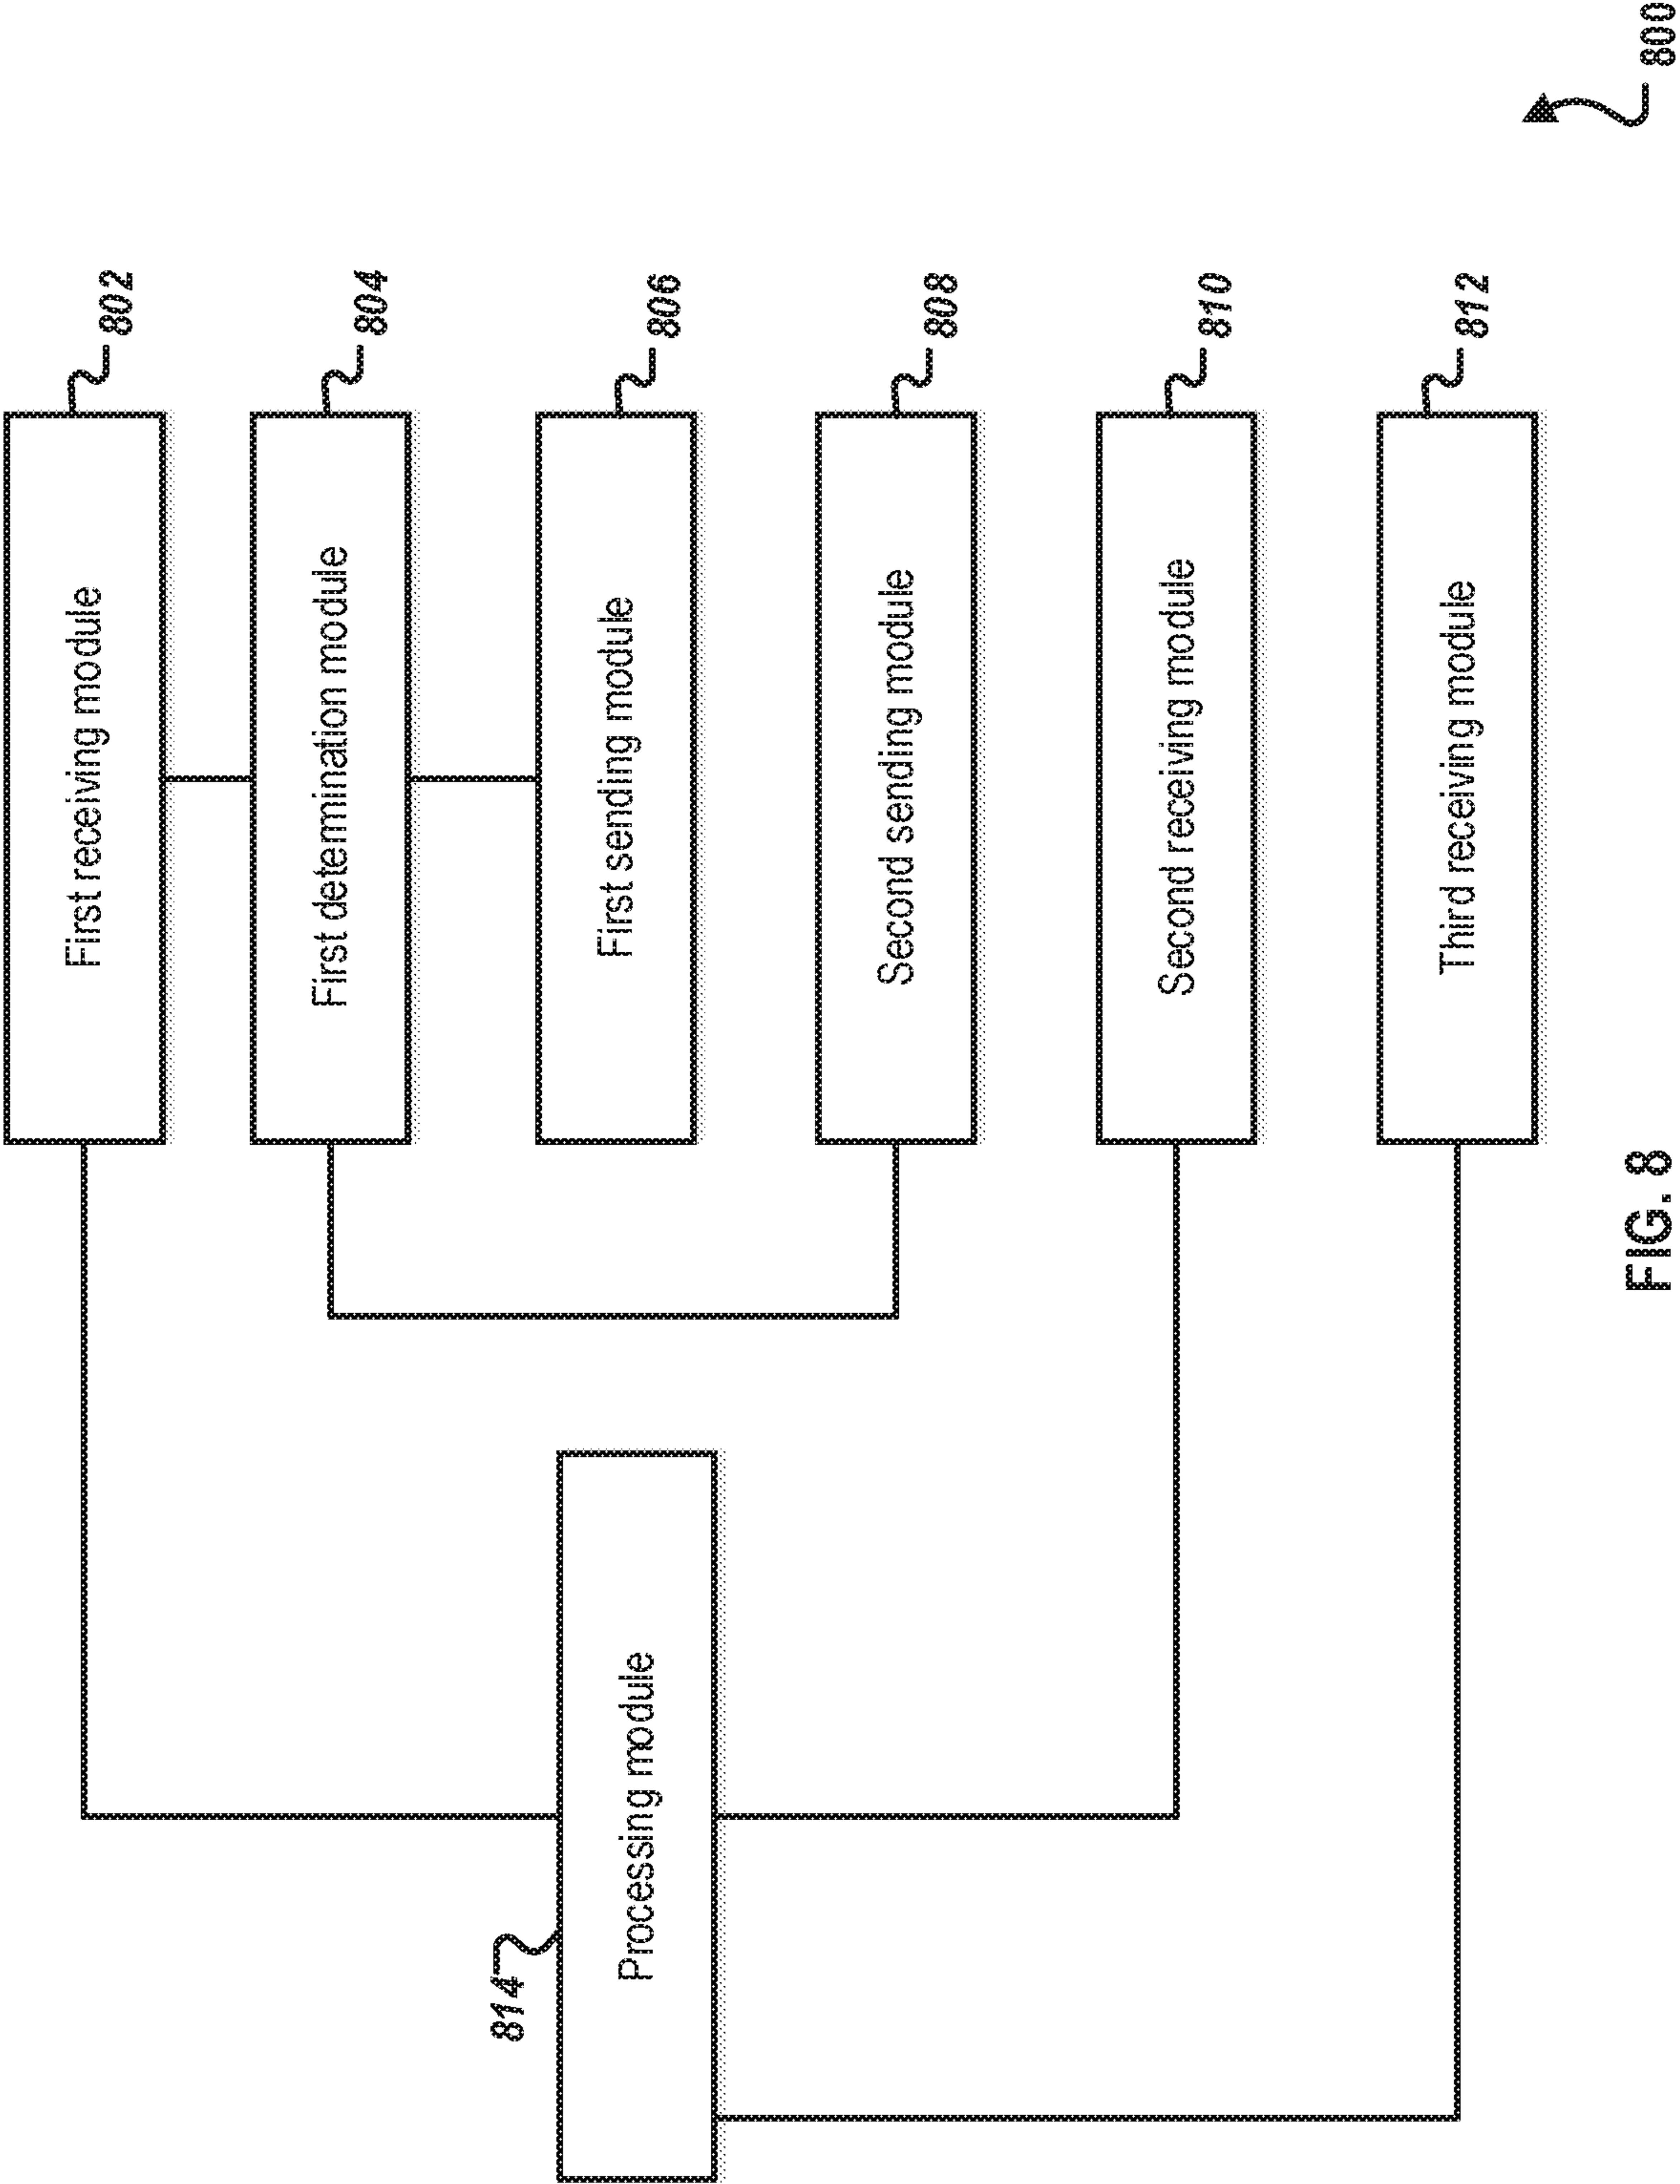 800
First receiving module
802
First determination module
804
First sending module
806
Second sending module
808
Second receiving module
810
Third receiving module
812
Processing module
814
FIG. 8